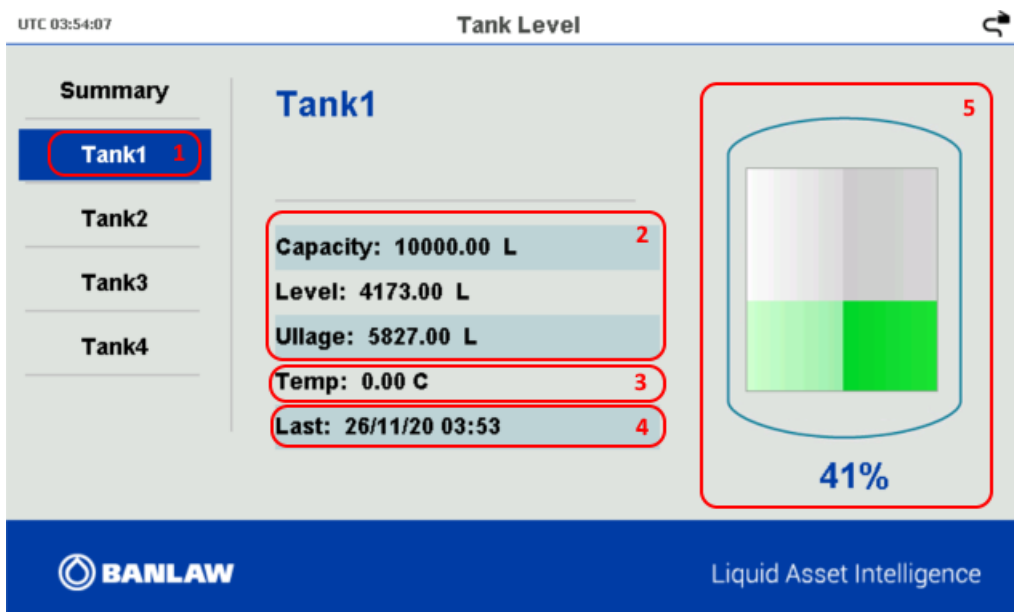 UTC 03:54:07
Tank Level
Summary
Tank1 1
Tank2
Tank3
Tank4
Tank1
Capacity: 10000.00 L 2
Level: 4173.00 L
Ullage: 5827.00 L
Temp: 0.00 C 3
Last: 26/11/20 03:53 4
5
41%
BANLAW
Liquid Asset Intelligence